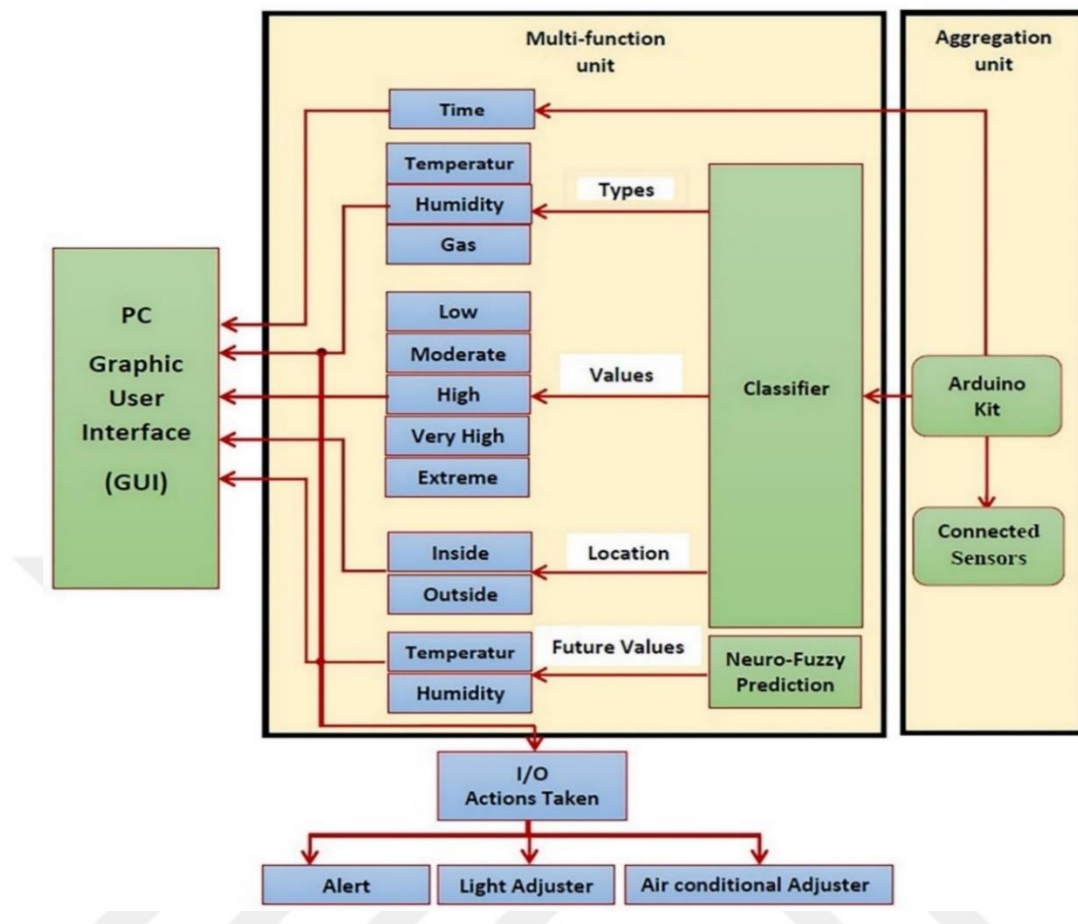 Multi-function
unit
Aggregation
unit
Time
Temperatur
Humidity
Gas
Types
Low
Moderate
High
Very High
Extreme
Values
Inside
Outside
Location
Temperatur
Humidity
Future Values
Classifier
Neuro-Fuzzy
Prediction
Arduino
Kit
Connected
Sensors
PC
Graphic
User
Interface
(GUI)
I/O
Actions Taken
Alert
Light Adjuster
Air conditional Adjuster